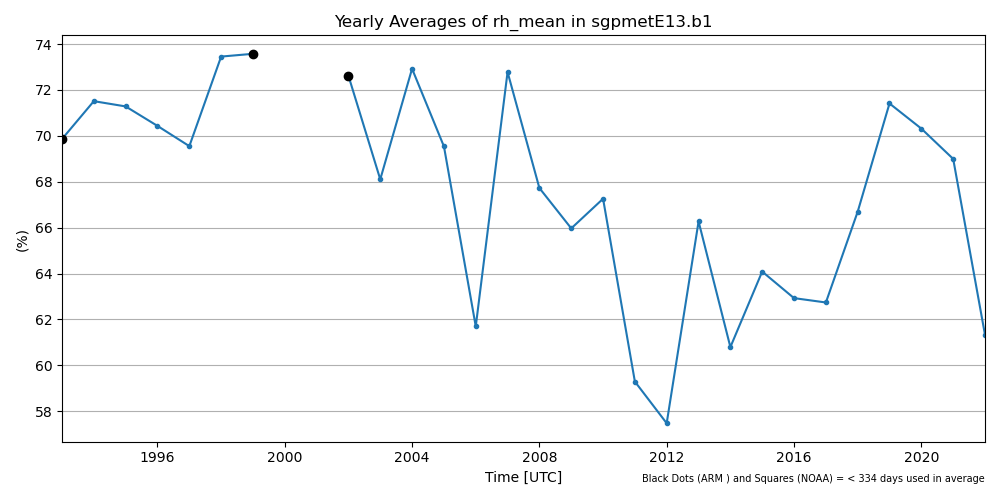 Yearly Averages of rh_mean in sgpmetE13.b1
74
72
70
68
66
64
62
60
58
(%)
1996 2000 2004 2008 2012 2016 2020
Time [UTC]
Black Dots (ARM ) and Squares (NOAA) = < 334 days used in average